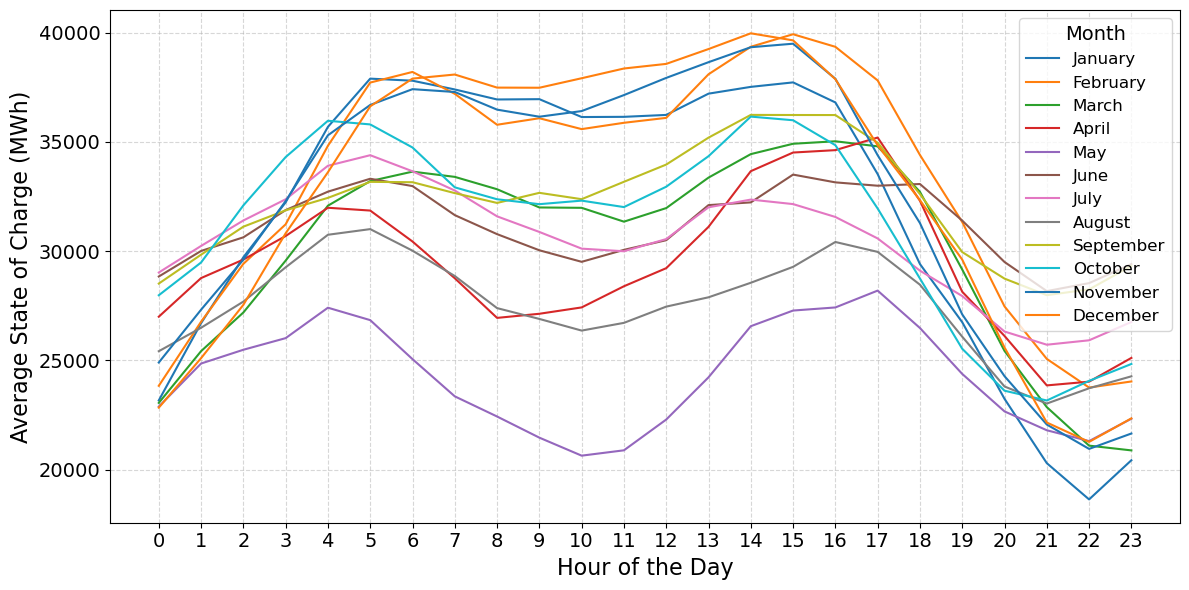 Average State of Charge (MWh)
40000
35000
30000
25000
20000
0 1 2 3 4 5 6 7 8 9 10 11 12 13 14 15 16 17 18 19 20 21 22 23
Hour of the Day
Month
January
February
March
April
May
June
July
August
September
October
November
December